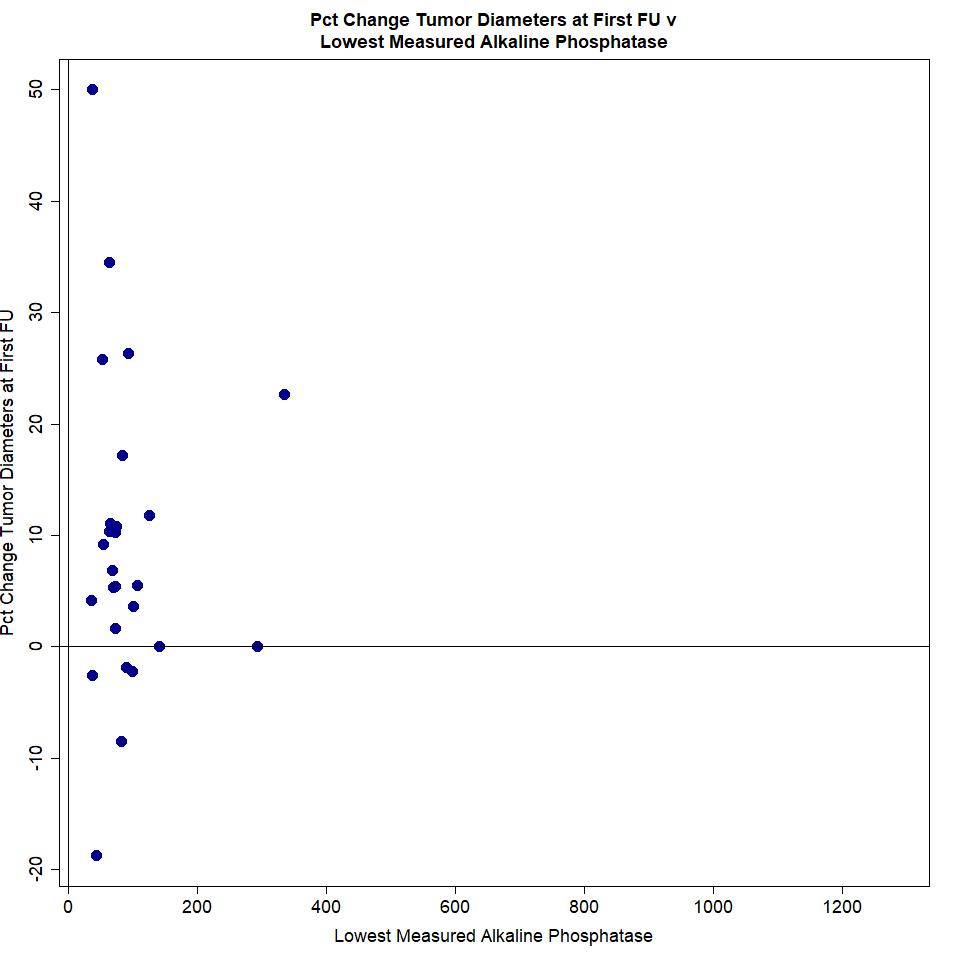 Pct Change Tumor Diameters at First FU v
Lowest Measured Alkaline Phosphatase
Pct Change Tumor Diameters at First FU
50
40
30
20
10
0
-10
-20
0 200 400 600 800 1000 1200
Lowest Measured Alkaline Phosphatase